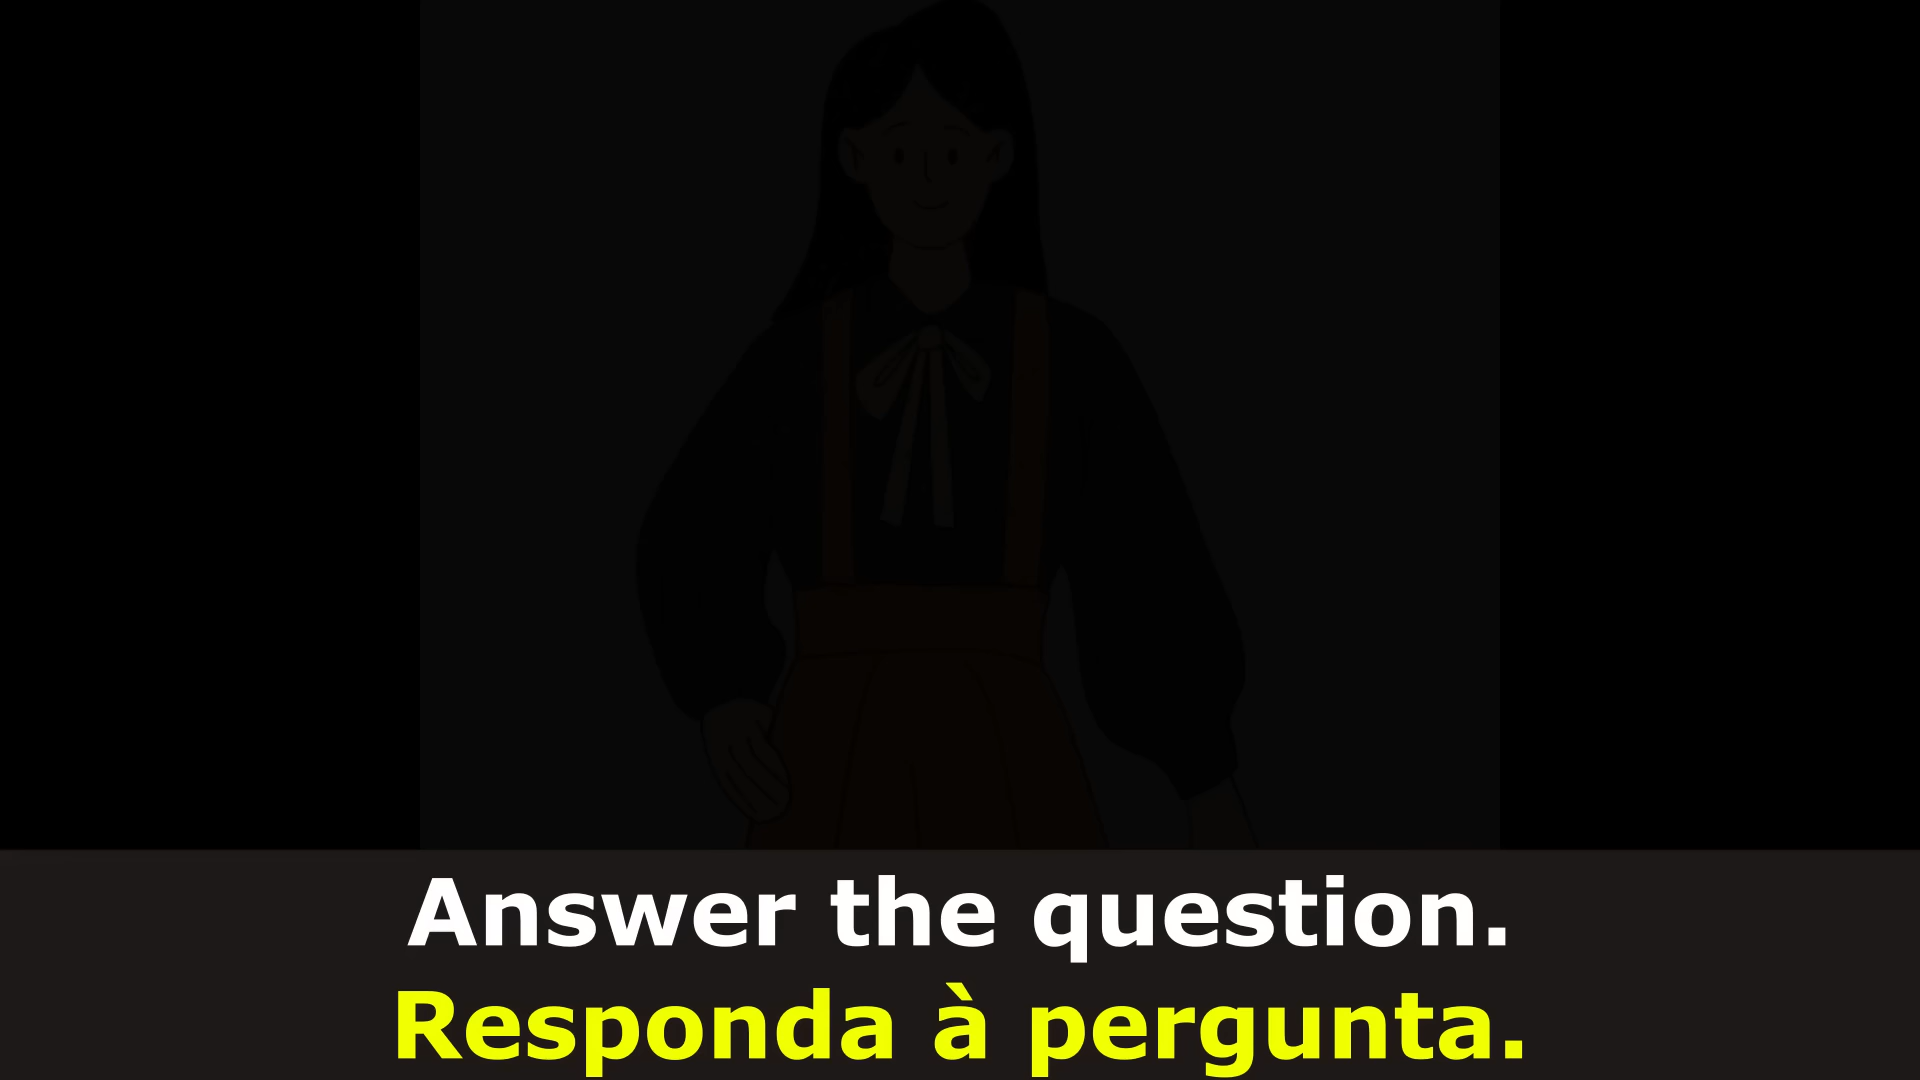 Answer the question.
Responda à pergunta.